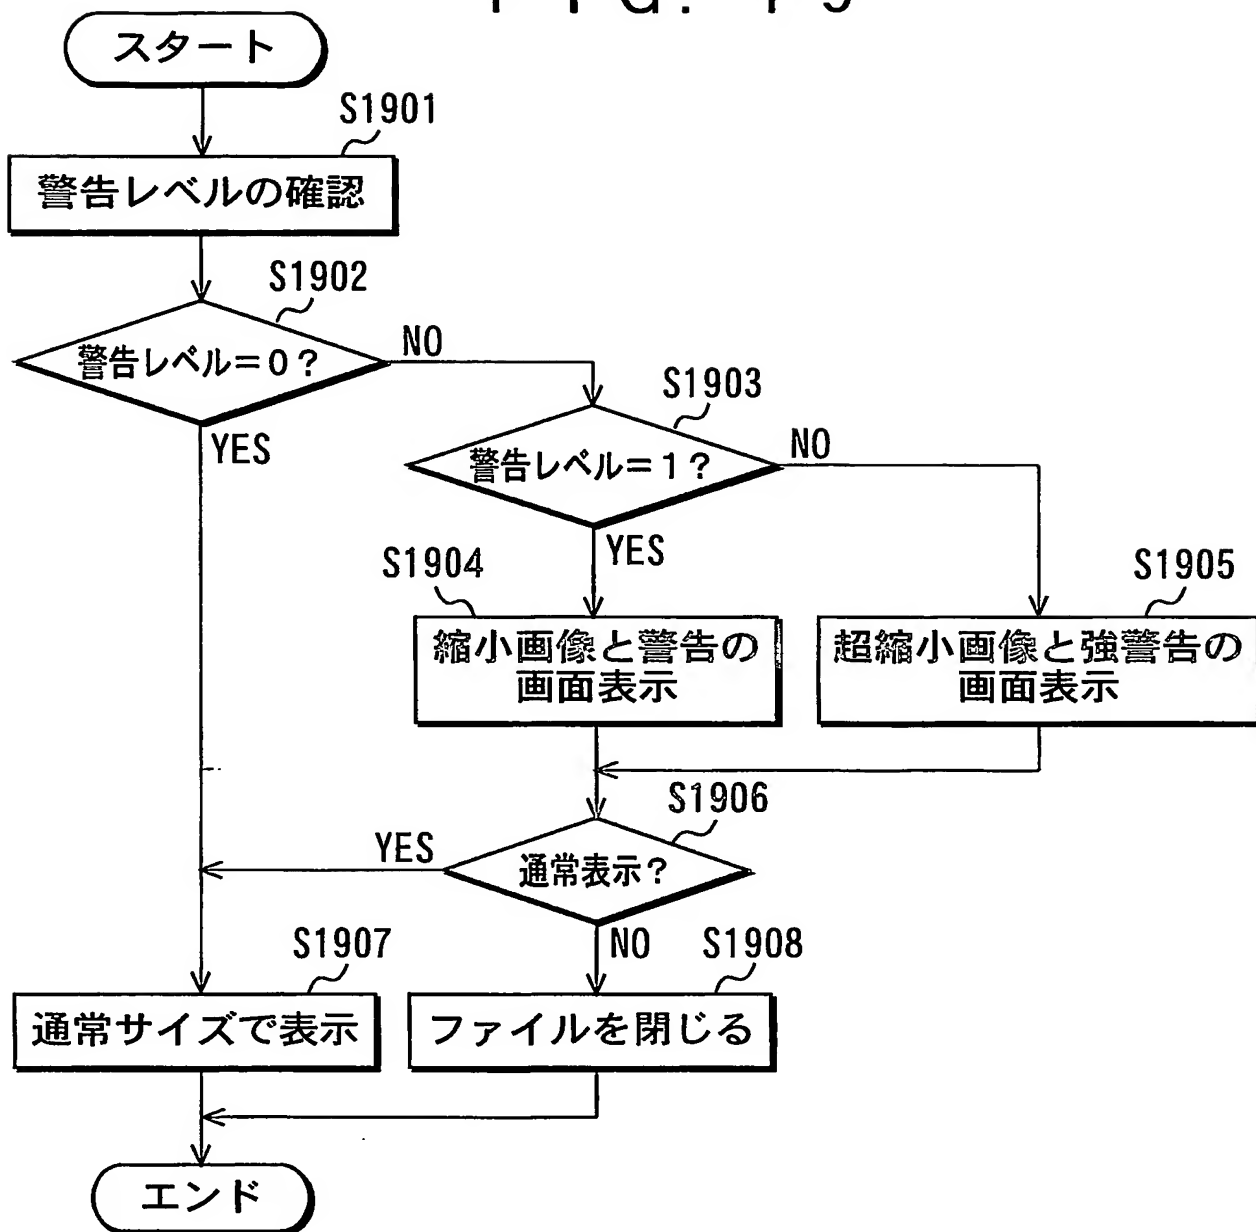 FIG. 19
スタート
S1901
警告レベルの確認
S1902
警告レベル=0?
NO
YES
S1903
警告レベル=1?
NO
YES
S1904
縮小画像と警告の
画面表示
S1905
超縮小画像と強警告の
画面表示
S1906
通常表示?
YES
NO
S1907
通常サイズで表示
S1908
ファイルを閉じる
エンド